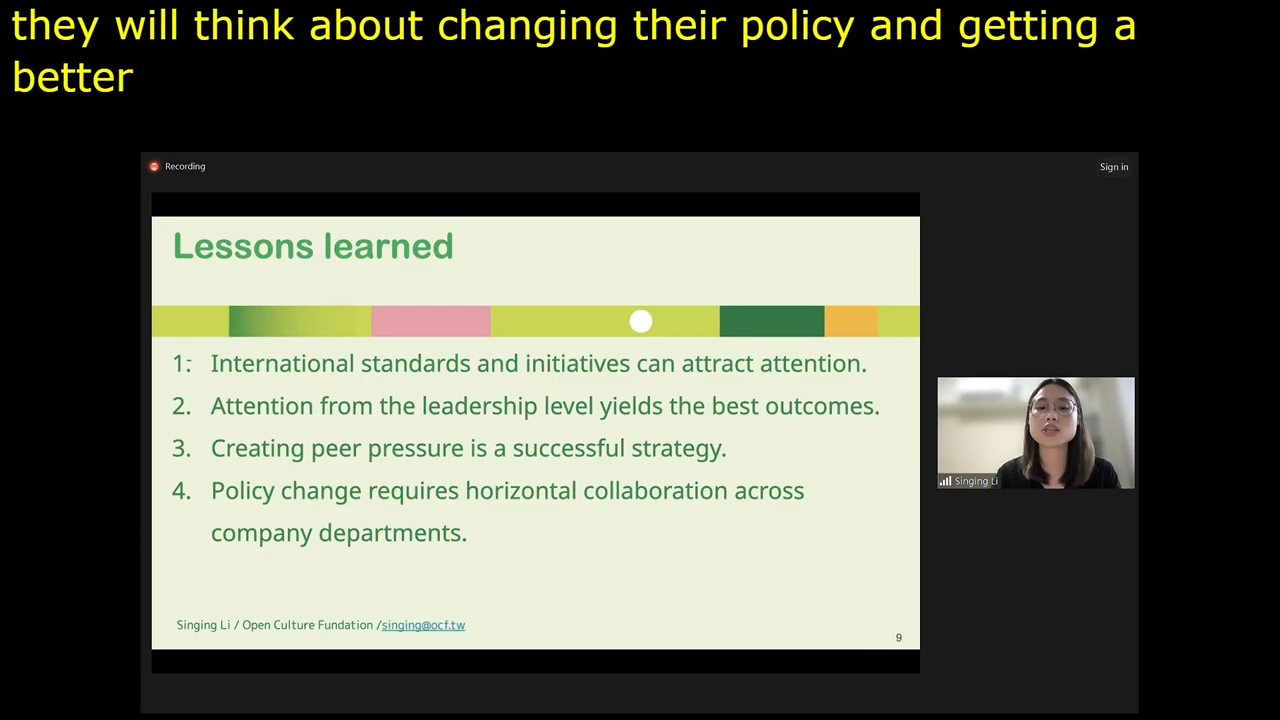 they will think about changing their policy and getting a
better
Recording
Sign in
Lessons learned
1: International standards and initiatives can attract attention.
2. Attention from the leadership level yields the best outcomes.
3. Creating peer pressure is a successful strategy.
4. Policy change requires horizontal collaboration across
company departments.
Singing Li
Singing Li / Open Culture Fundation /singing@ocf.tw
9